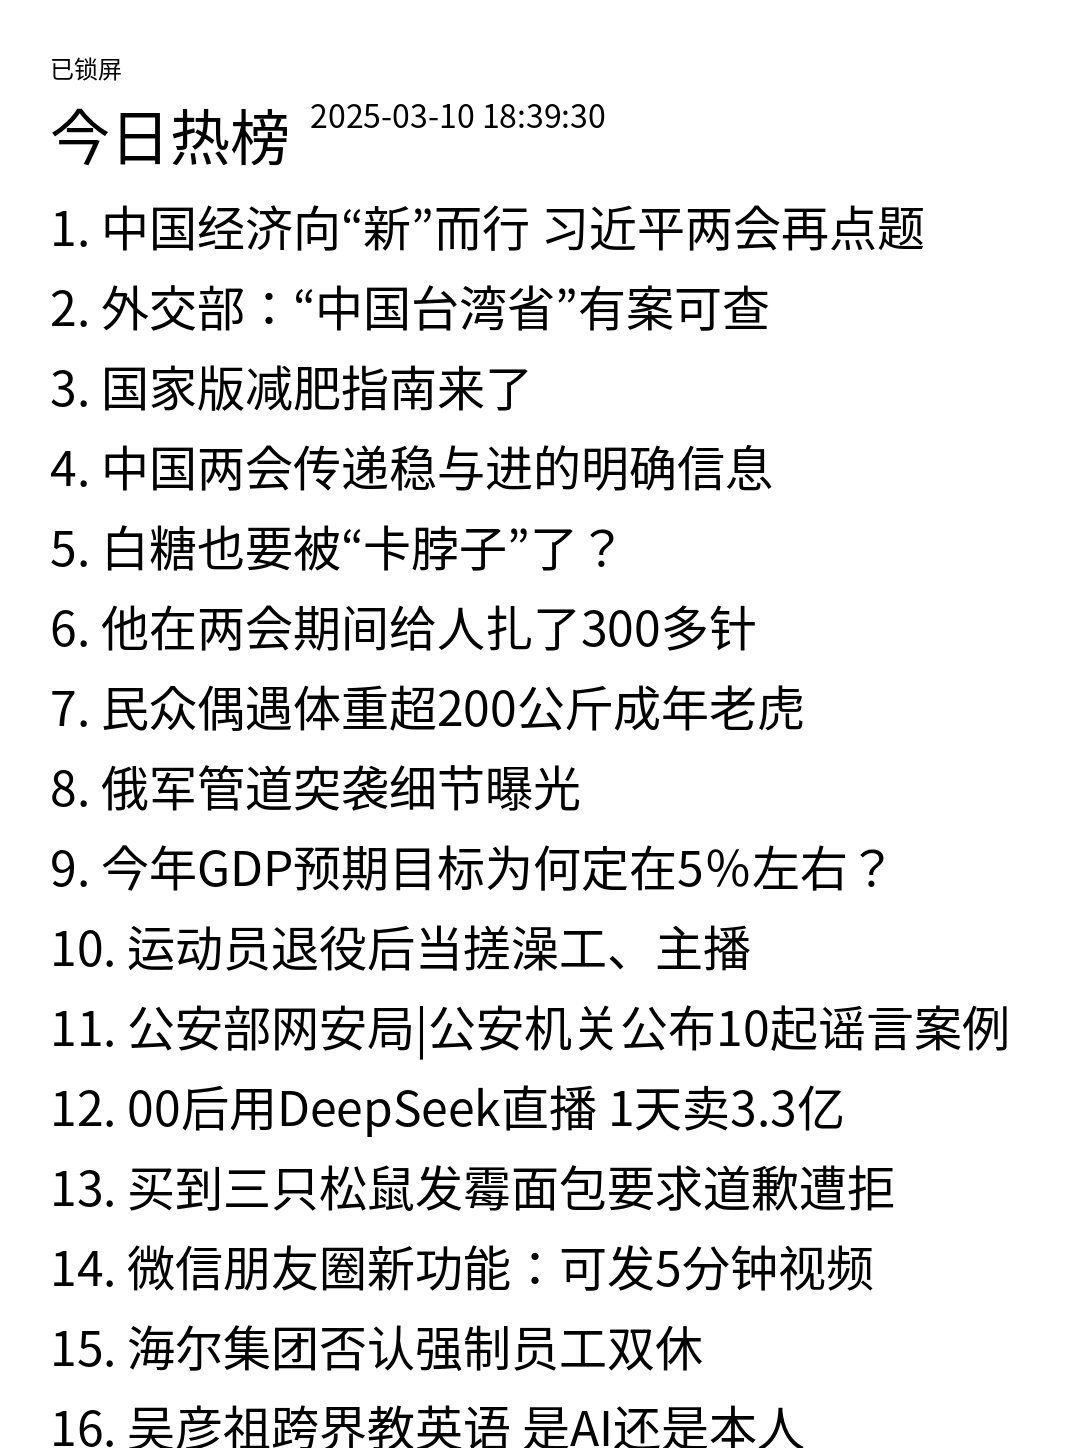 已锁屏
今日热榜 2025-03-10 18:39:30
1. 中国经济向“新”而行 习近平两会再点题
2. 外交部：“中国台湾省”有案可查
3. 国家版减肥指南来了
4. 中国两会传递稳与进的明确信息
5. 白糖也要被“卡脖子”了？
6. 他在两会期间给人扎了300多针
7. 民众偶遇体重超200公斤成年老虎
8. 俄军管道突袭细节曝光
9. 今年GDP预期目标为何定在5%左右？
10. 运动员退役后当搓澡工、主播
11. 公安部网安局|公安机关公布10起谣言案例
12. 00后用DeepSeek直播 1天卖3.3亿
13. 买到三只松鼠发霉面包要求道歉遭拒
14. 微信朋友圈新功能：可发5分钟视频
15. 海尔集团否认强制员工双休
16. 吴彦祖跨界教英语 是AI还是本人